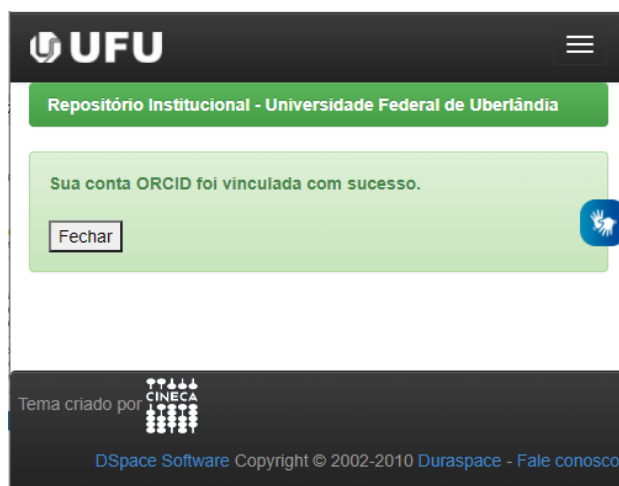 UFU
Repositório Institucional - Universidade Federal de Uberlândia
Sua conta ORCID foi vinculada com sucesso.
Fechar
Tema criado por CINECA
DSpace Software Copyright © 2002-2010 Duraspace - Fale conosco